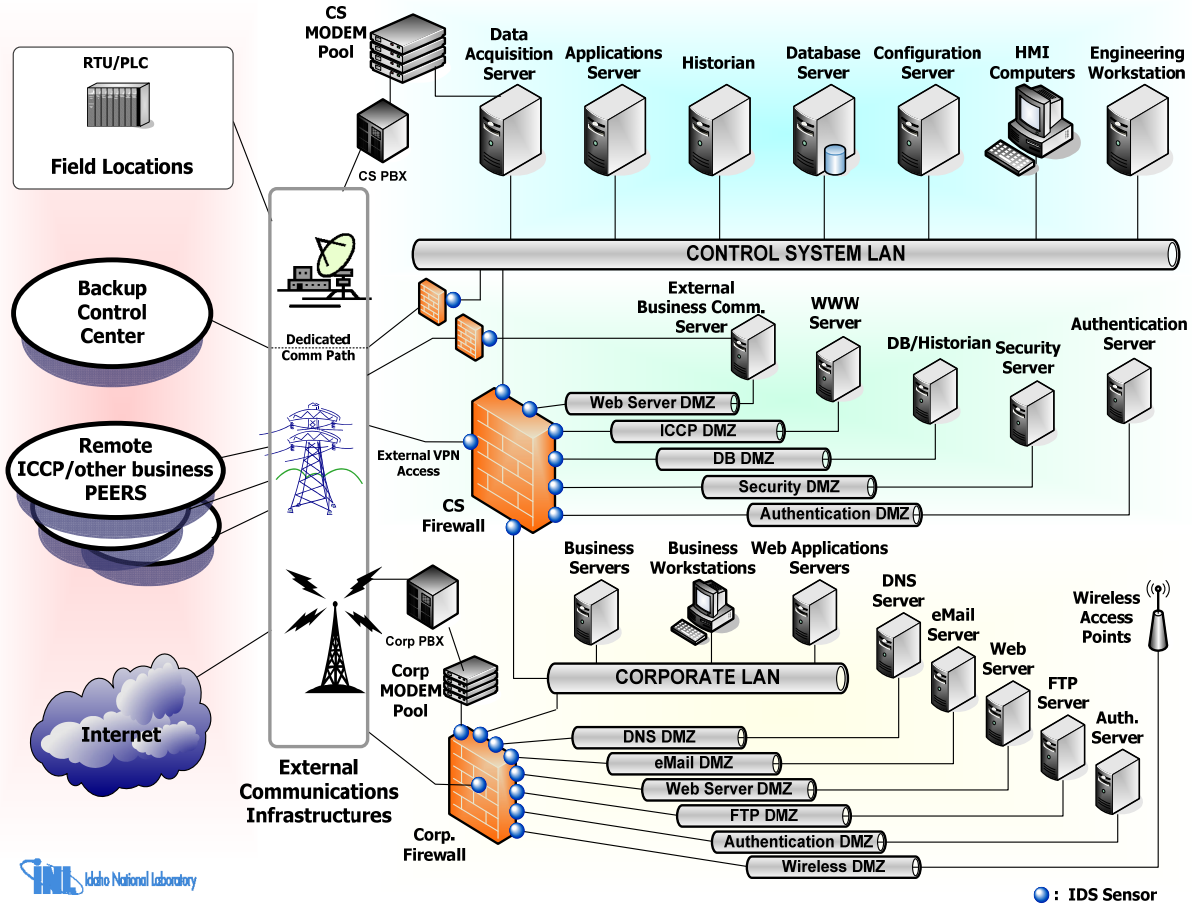 CS
MODEM
Pool
RTU/PLC
Field Locations
CS PBX
Data
Acquisition
Server
Applications
Server
Historian
Database
Server
Configuration
Server
HMI
Computers
Engineering
Workstation
CONTROL SYSTEM LAN
Backup
Control
Center
Dedicated
Comm Path
External
Business Comm.
Server
WWW
Server
DB/Historian
Security
Server
Authentication
Server
Web Server DMZ
ICCP DMZ
DB DMZ
Security DMZ
Authentication DMZ
Remote
ICCP/other business
PEERS
External VPN
Access
CS
Firewall
Business
Servers
Business
Workstations
Web Applications
Servers
DNS
Server
eMail
Server
Web
Server
FTP
Server
Auth.
Server
Wireless
Access
Points
Corp PBX
Corp
MODEM
Pool
CORPORATE LAN
Internet
DNS DMZ
eMail DMZ
Web Server DMZ
FTP DMZ
Authentication DMZ
Wireless DMZ
External
Communications
Infrastructures
Corp.
Firewall
INL Idaho National Laboratory
: IDS Sensor